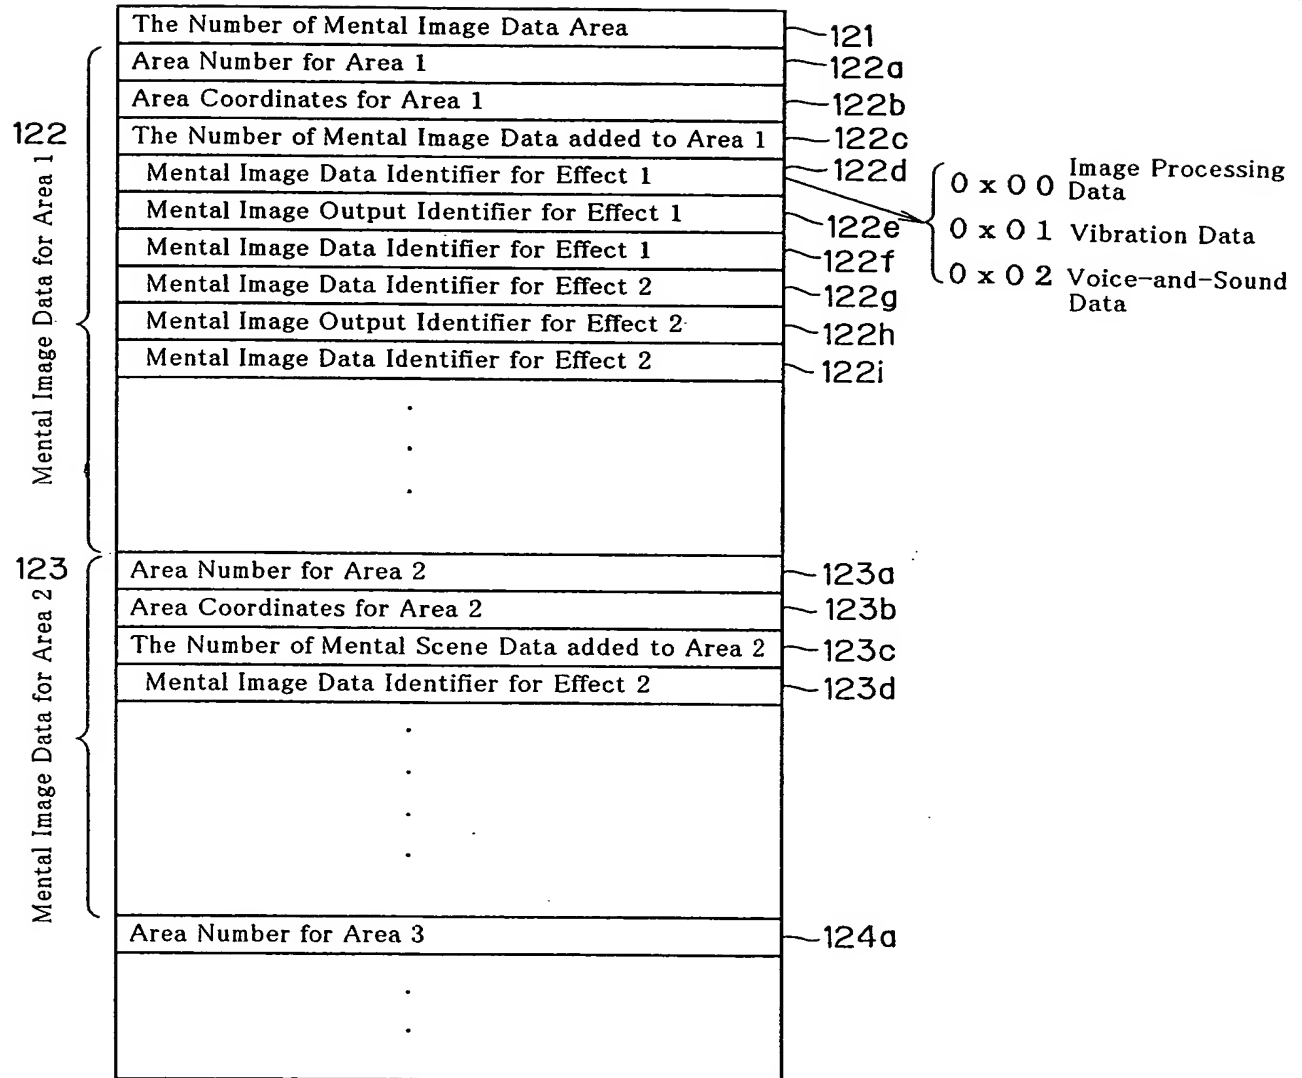 The Number of Mental Image Data Area 121
Area Number for Area 1 122a
Area Coordinates for Area 1 122b
122
The Number of Mental Image Data added to Area 1 122c
Mental Image Data for Area 1
Mental Image Data Identifier for Effect 1 122d
0 x 0 0 Image Processing
Data
Mental Image Output Identifier for Effect 1 122e
0 x 0 1 Vibration Data
Mental Image Data Identifier for Effect 1 122f
0 x 0 2 Voice-and-Sound
Data
Mental Image Data Identifier for Effect 2 122g
Mental Image Output Identifier for Effect 2 122h
Mental Image Data Identifier for Effect 2 122i
123
Mental Image Data for Area 2
Area Number for Area 2 123a
Area Coordinates for Area 2 123b
The Number of Mental Scene Data added to Area 2 123c
Mental Image Data Identifier for Effect 2 123d
Area Number for Area 3 124a